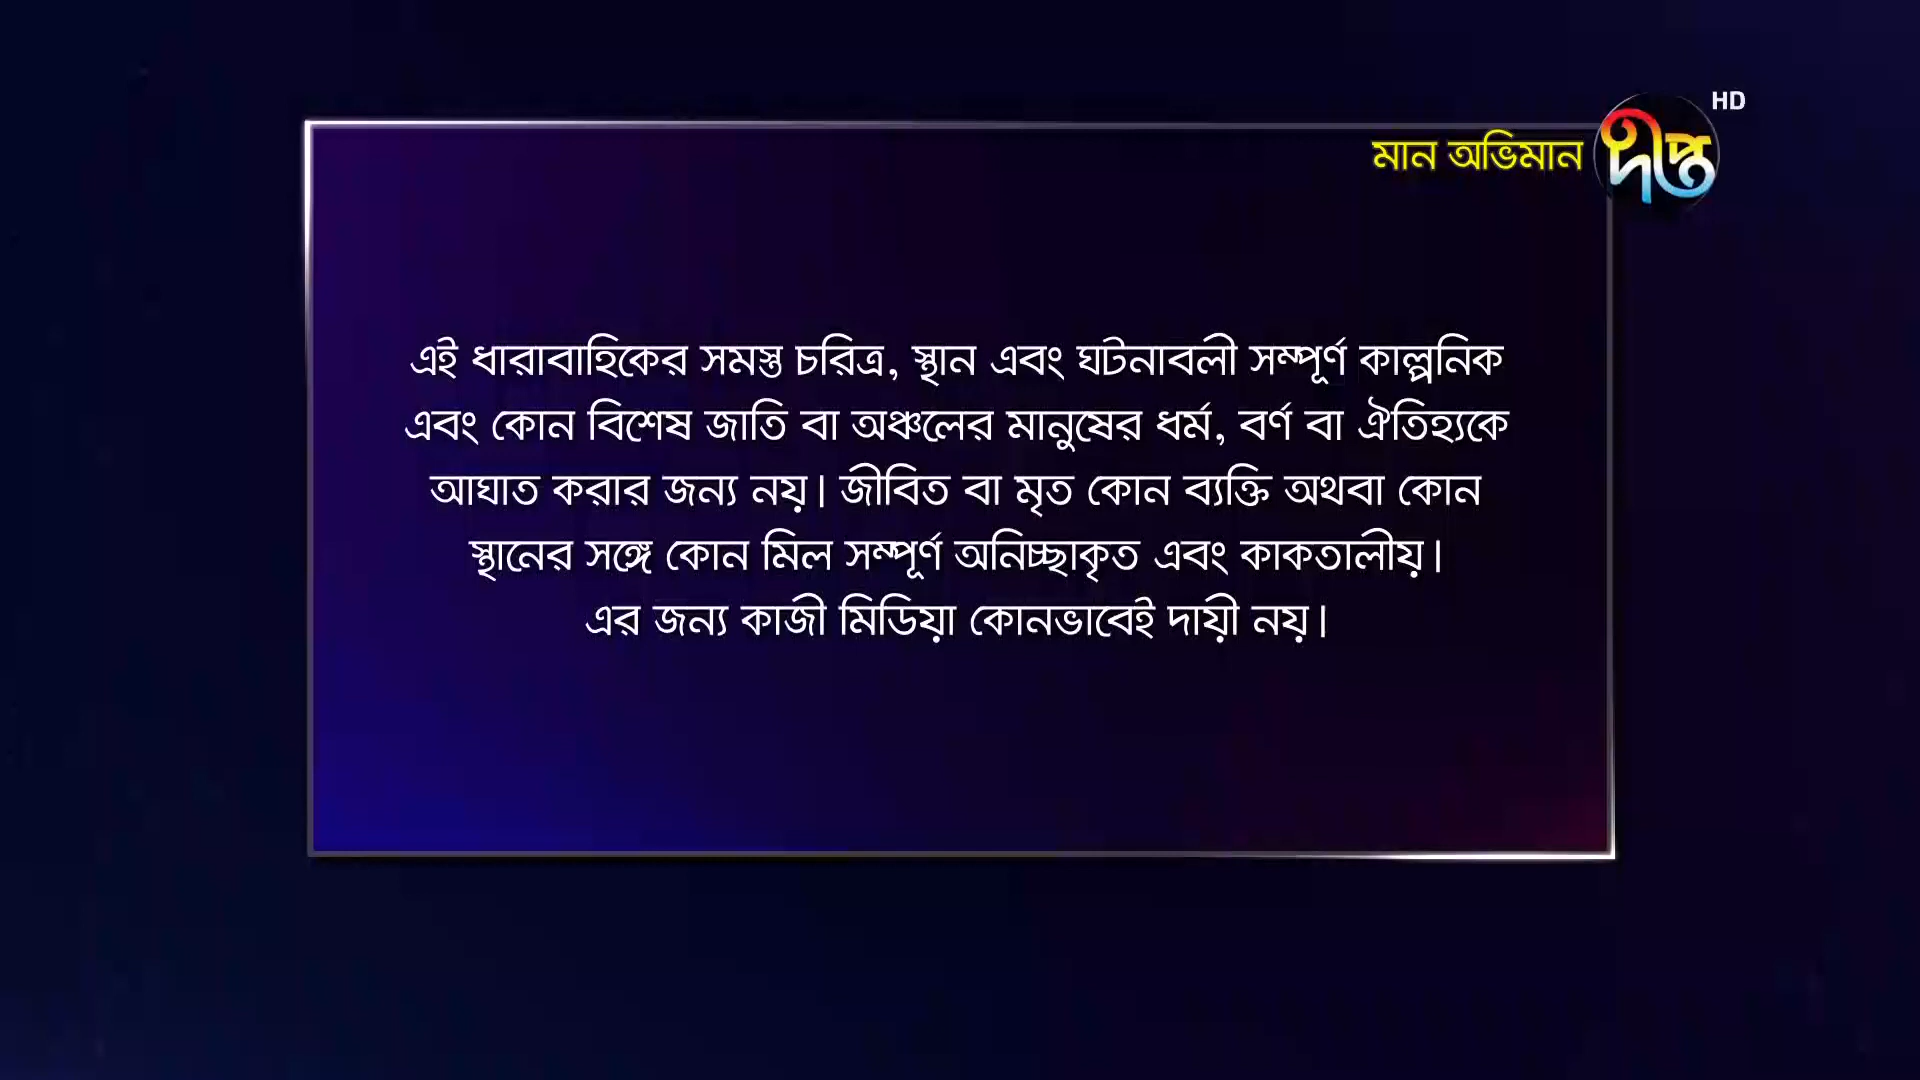 HD
মান অভিমান দীপ্ত
এই ধারাবাহিকের সমস্ত চরিত্র, স্থান এবং ঘটনাবলী সম্পূর্ণ কাল্পনিক
এবং কোন বিশেষ জাতি বা অঞ্চলের মানুষের ধর্ম, বর্ণ বা ঐতিহ্যকে
আঘাত করার জন্য নয়। জীবিত বা মৃত কোন ব্যক্তি অথবা কোন
স্থানের সঙ্গে কোন মিল সম্পূর্ণ অনিচ্ছাকৃত এবং কাকতালীয়।
এর জন্য কাজী মিডিয়া কোনভাবেই দায়ী নয়।